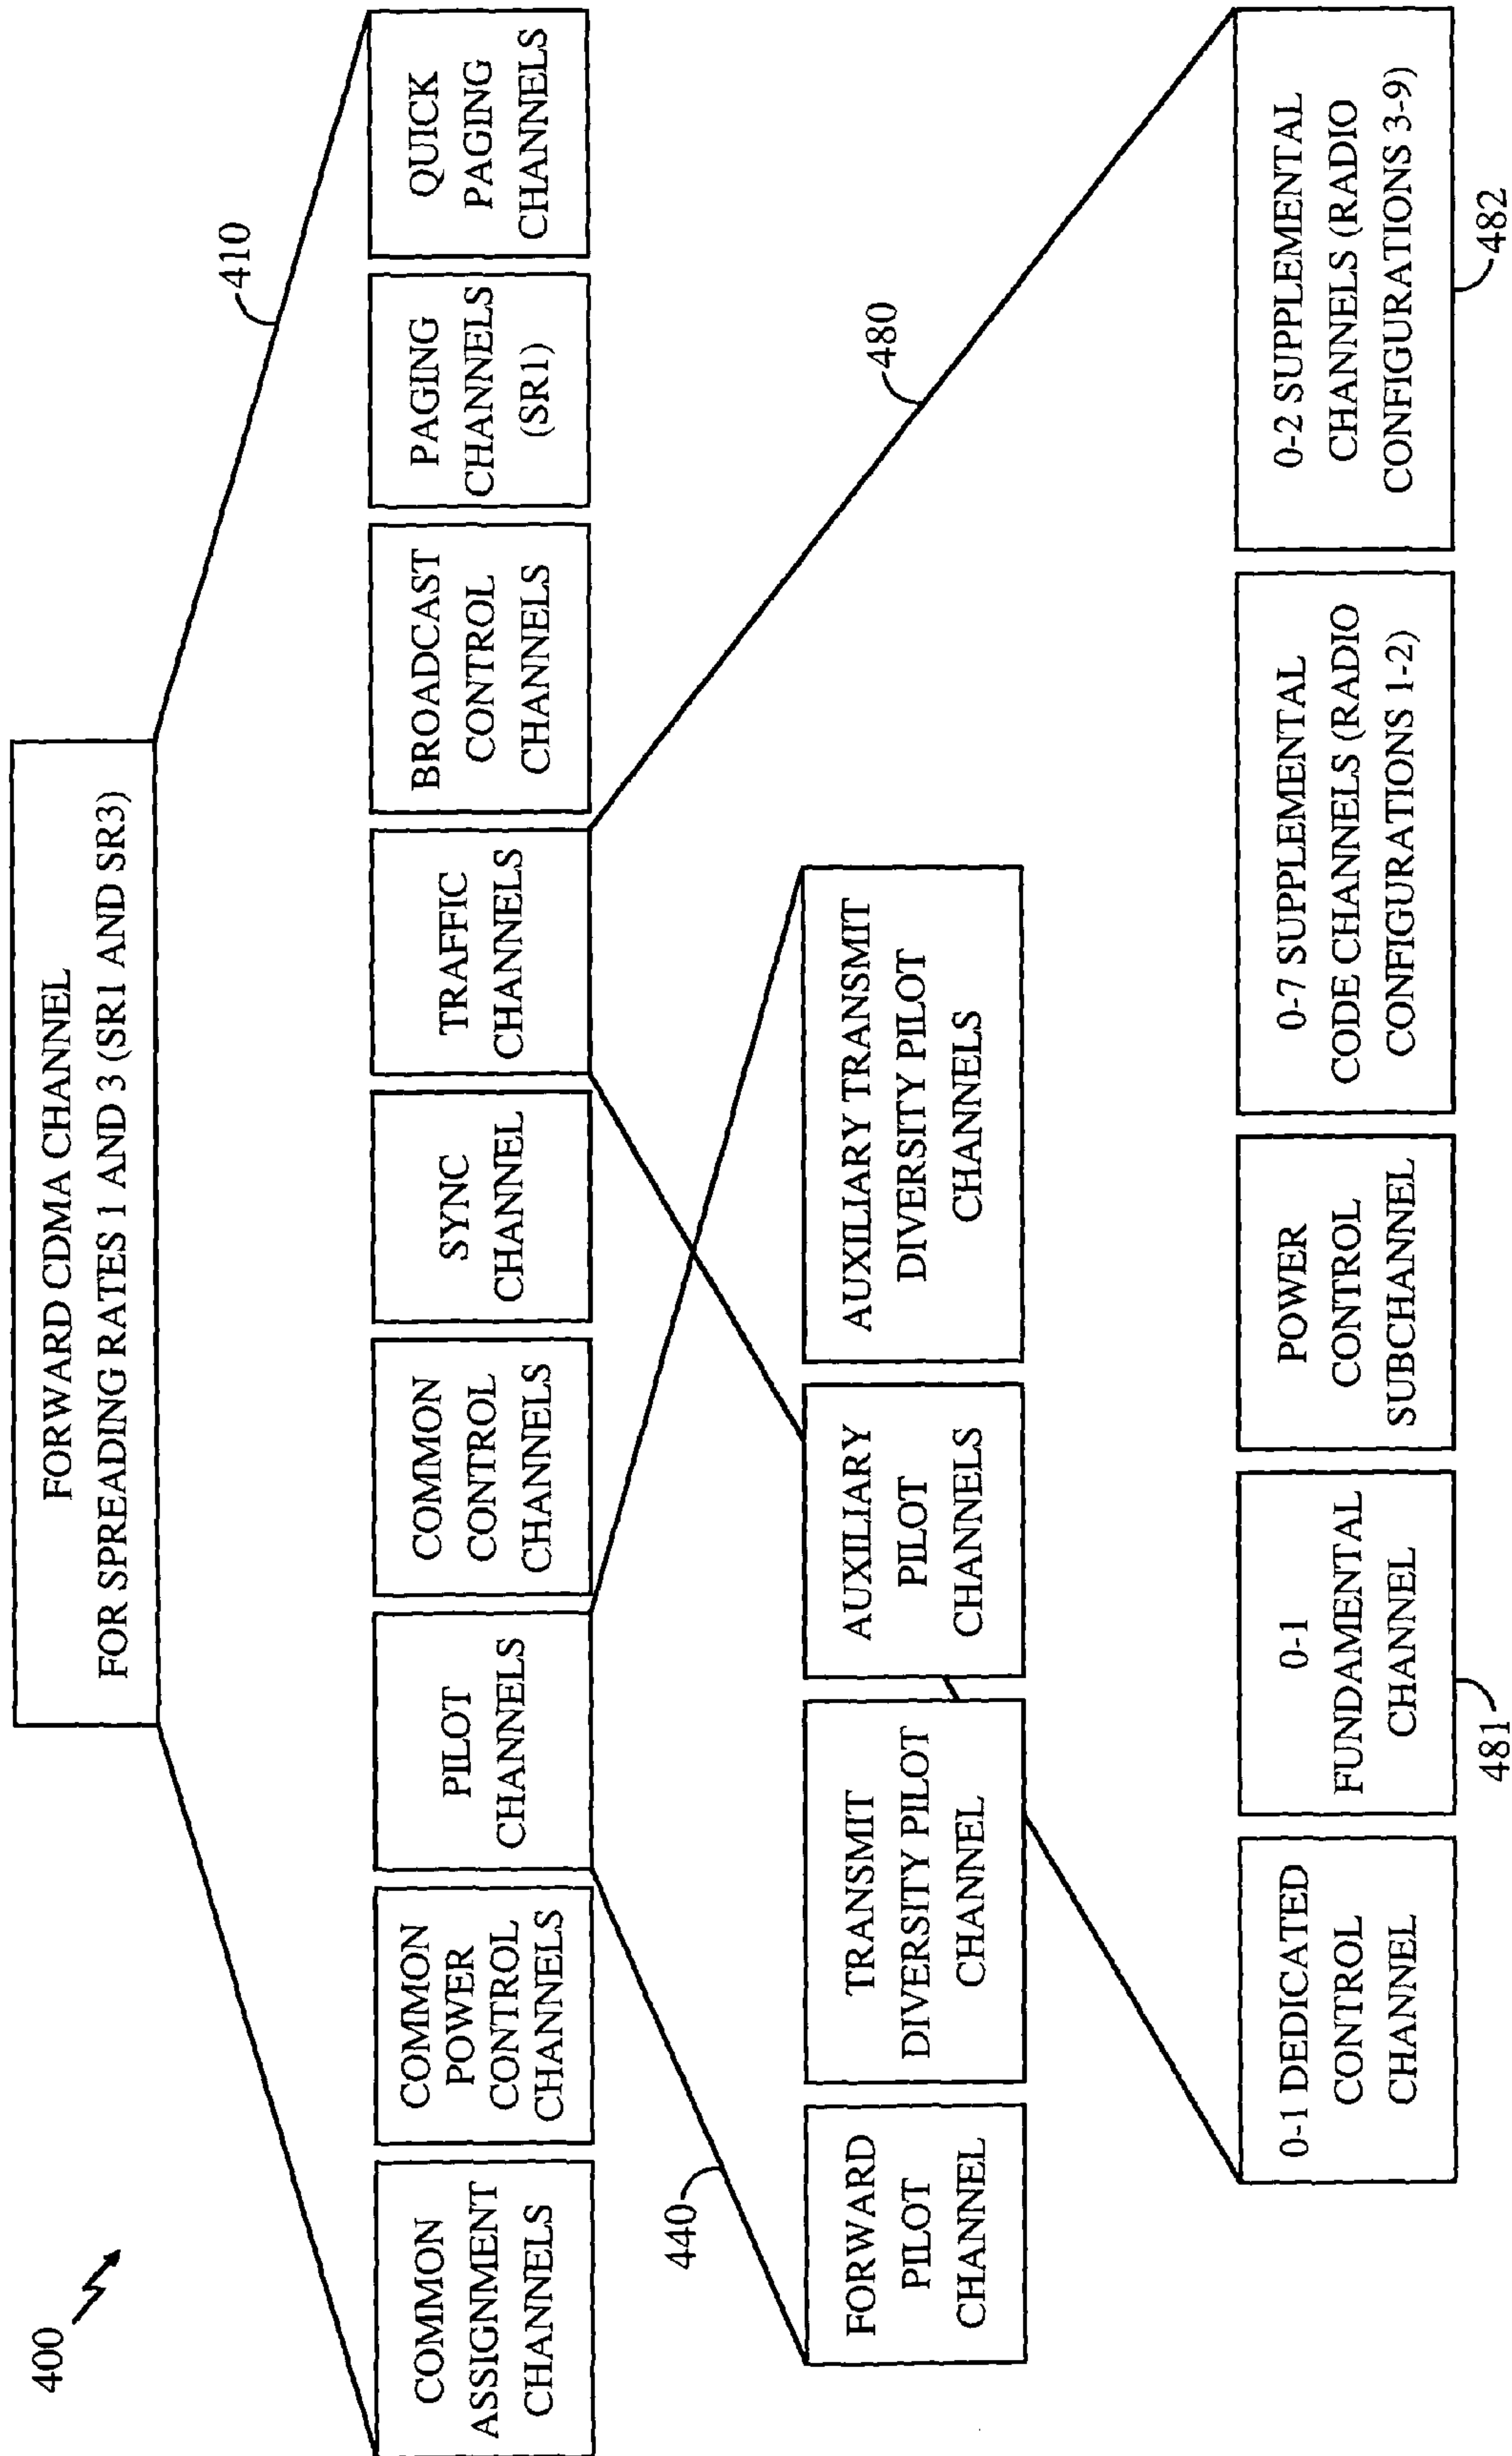 400
FORWARD CDMA CHANNEL
FOR SPREADING RATES 1 AND 3 (SR1 AND SR3)
410
COMMON
ASSIGNMENT
CHANNELS
COMMON
POWER
CONTROL
CHANNELS
PILOT
CHANNELS
COMMON
CONTROL
CHANNELS
SYNC
CHANNEL
TRAFFIC
CHANNELS
BROADCAST
CONTROL
CHANNELS
PAGING
CHANNELS
(SR1)
QUICK
PAGING
CHANNELS
440
480
FORWARD
PILOT
CHANNEL
TRANSMIT
DIVERSITY PILOT
CHANNEL
AUXILIARY
PILOT
CHANNELS
AUXILIARY TRANSMIT
DIVERSITY PILOT
CHANNELS
0-1 DEDICATED
CONTROL
CHANNEL
0-1
FUNDAMENTAL
CHANNEL
POWER
CONTROL
SUBCHANNEL
0-7 SUPPLEMENTAL
CODE CHANNELS (RADIO
CONFIGURATIONS 1-2)
0-2 SUPPLEMENTAL
CHANNELS (RADIO
CONFIGURATIONS 3-9)
481
482